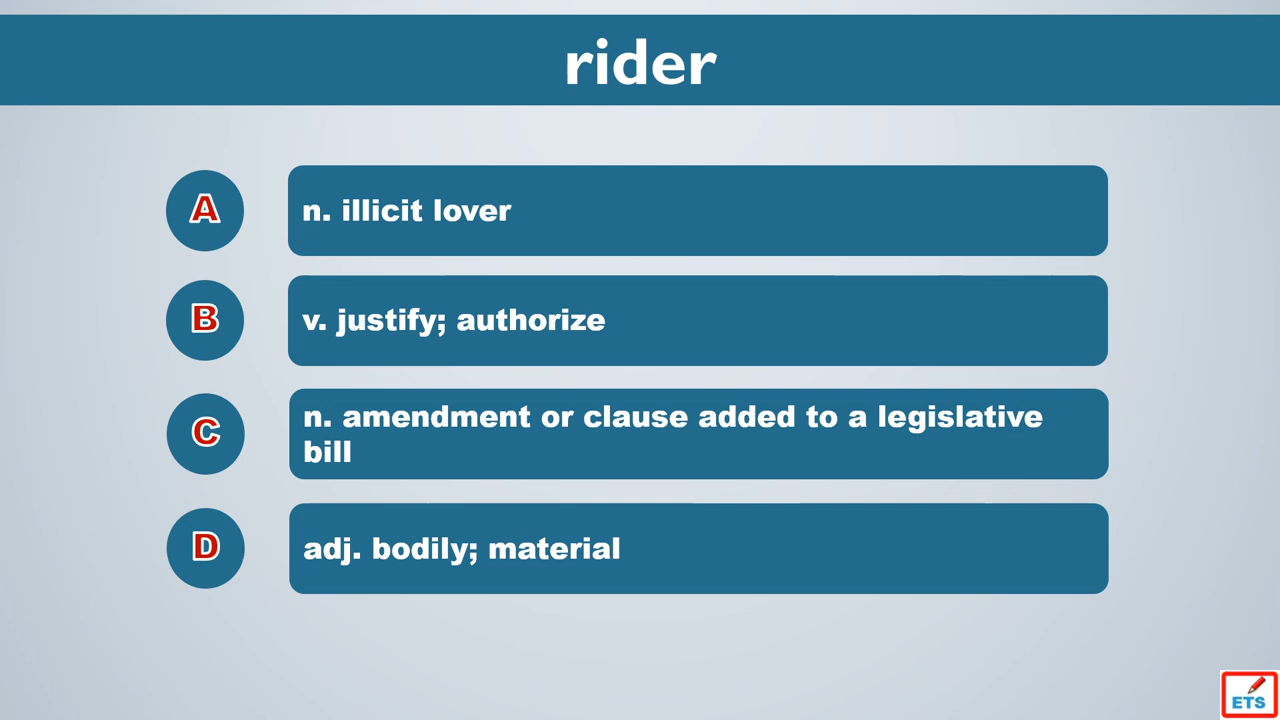 rider
A
n. illicit lover
B
v. justify; authorize
C
n. amendment or clause added to a legislative
bill
D
adj. bodily; material
ETS